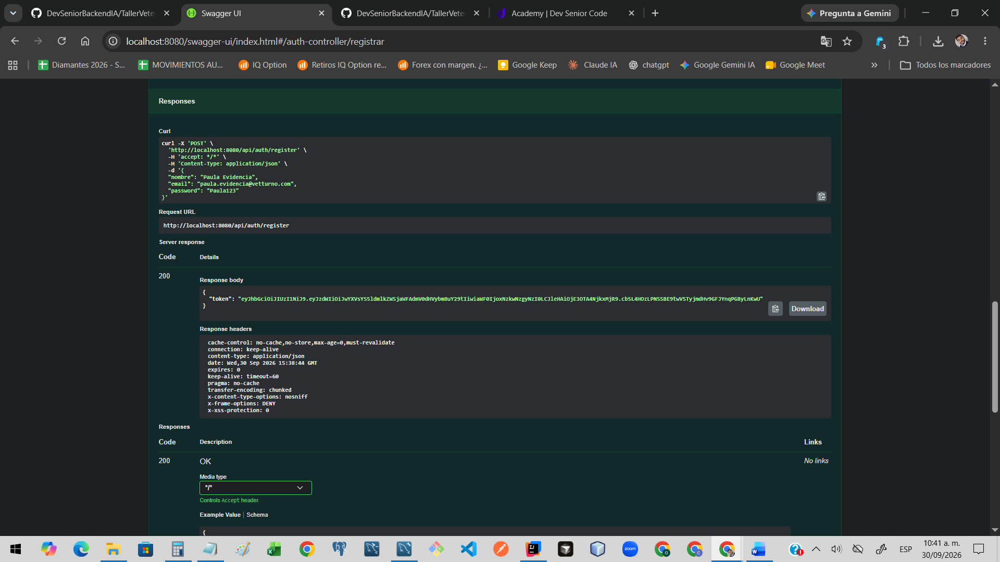 DevSeniorBackendIA/TallerVeter
Swagger UI
DevSeniorBackendIA/TallerVete
Academy | Dev Senior Code
Pregunta a Gemini
localhost:8080/swagger-ui/index.html#/auth-controller/registrar
3
Diamantes 2026 - S...
MOVIMIENTOS AU...
IQ Option
Retiros IQ Option re...
Forex con margen. ¿...
Google Keep
Claude IA
chatgpt
Google Gemini IA
Google Meet
Todos los marcadores
Responses
Curl
curl -X 'POST' \
'http://localhost:8080/api/auth/register' \
-H 'accept: */*' \
-H 'Content-Type: application/json' \
-d '{
"nombre": "Paula Evidencia",
"email": "paula.evidencia@vetturno.com",
"password": "Paula123"
}'
Request URL
http://localhost:8080/api/auth/register
Server response
Code Details
200
Response body
{
"token":
}
Download
Response headers
cache-control: no-cache,no-store,max-age=0,must-revalidate
connection: keep-alive
content-type: application/json
date: Wed,30 Sep 2026 15:38:44 GMT
expires: 0
keep-alive: timeout=60
pragma: no-cache
transfer-encoding: chunked
x-content-type-options: nosniff
x-frame-options: DENY
x-xss-protection: 0
Responses
Code Description Links
200 OK No links
Media type
*/*
Controls Accept header.
Example Value | Schema
{
zoom
ESP
10:41 a. m.
30/09/2026